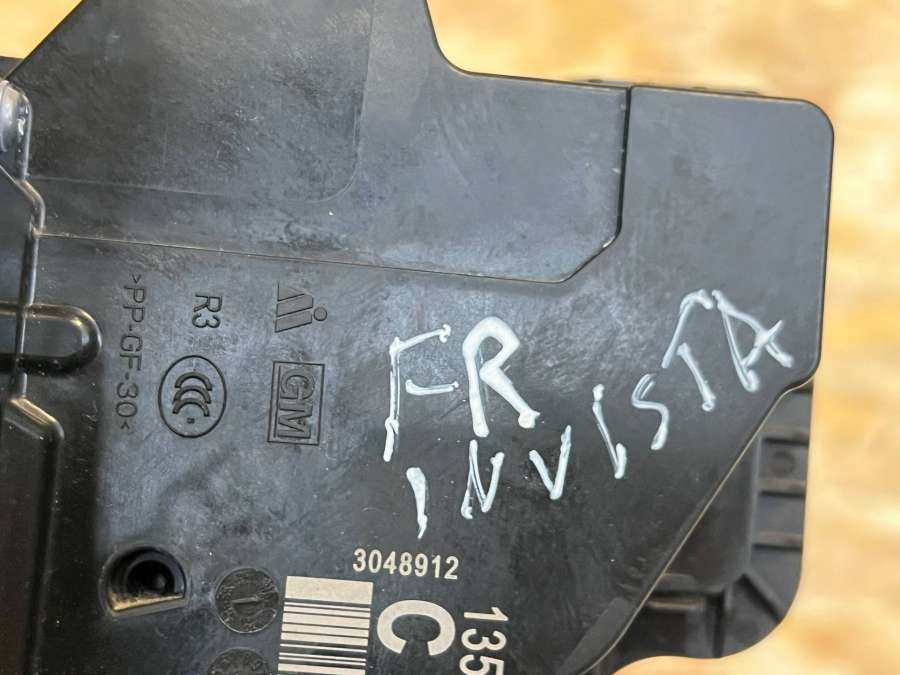 FR
INVISTA
GM
R3
>PP-GF-30<
3048912
135
C